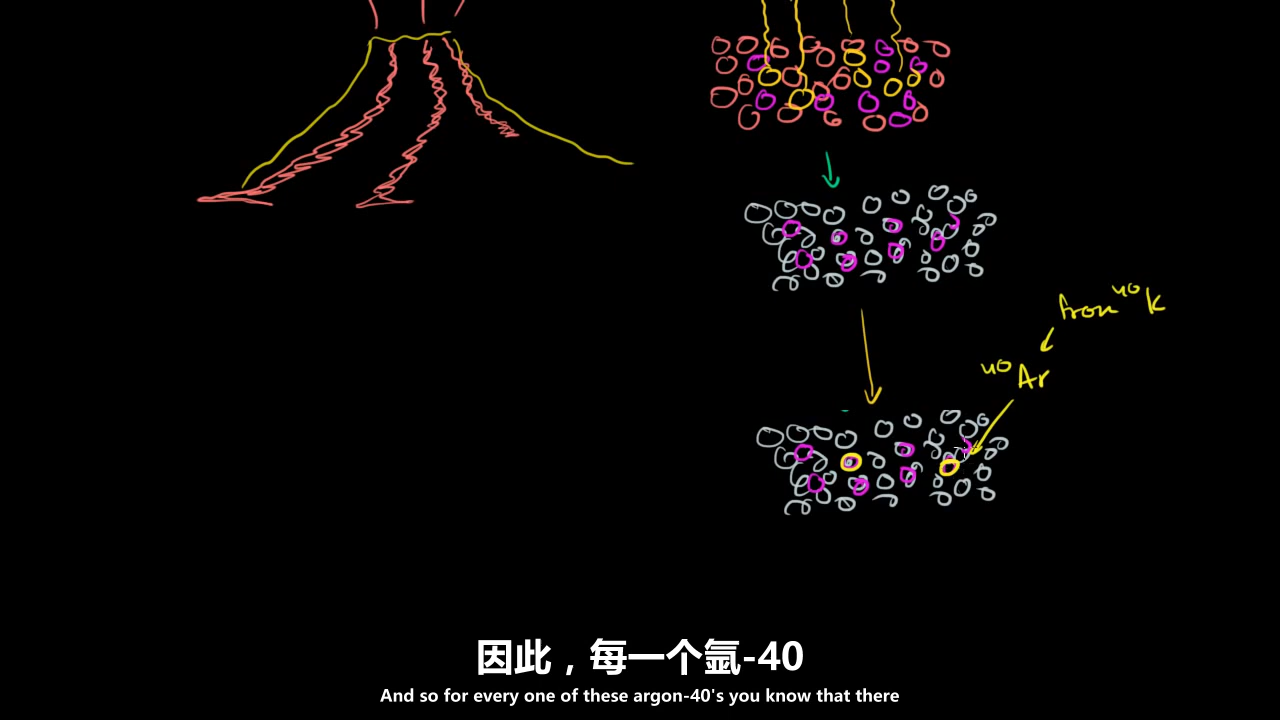 from ⁴⁰K
⁴⁰Ar
因此，每一个氩-40
And so for every one of these argon-40's you know that there